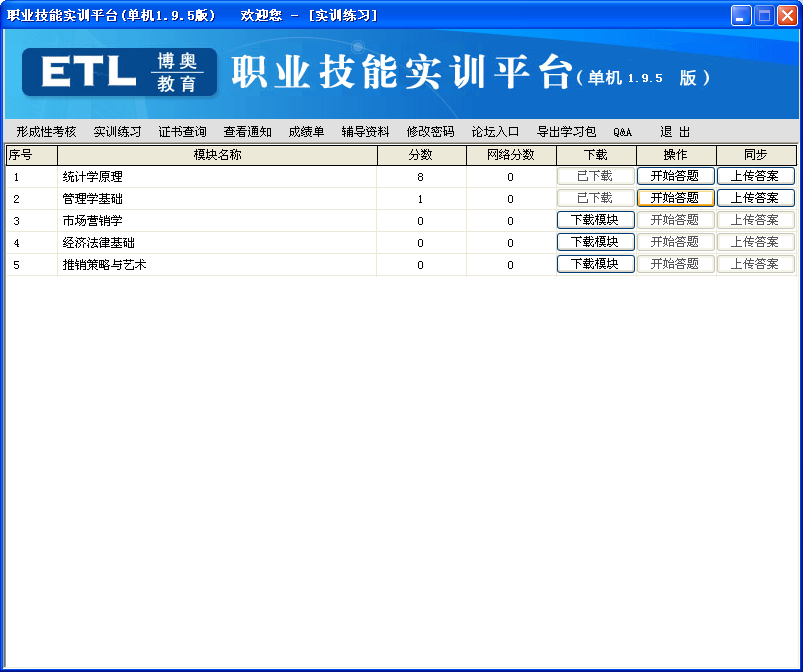 职业技能实训平台(单机1.9.5版) 欢迎您 - [实训练习]
ETL 博奥教育 职业技能实训平台(单机1.9.5 版)
形成性考核 实训练习 证书查询 查看通知 成绩单 辅导资料 修改密码 论坛入口 导出学习包 Q&A 退 出
序号 模块名称 分数 网络分数 下载 操作 同步
1 统计学原理 8 0 已下载 开始答题 上传答案
2 管理学基础 1 0 已下载 开始答题 上传答案
3 市场营销学 0 0 下载模块 开始答题 上传答案
4 经济法律基础 0 0 下载模块 开始答题 上传答案
5 推销策略与艺术 0 0 下载模块 开始答题 上传答案